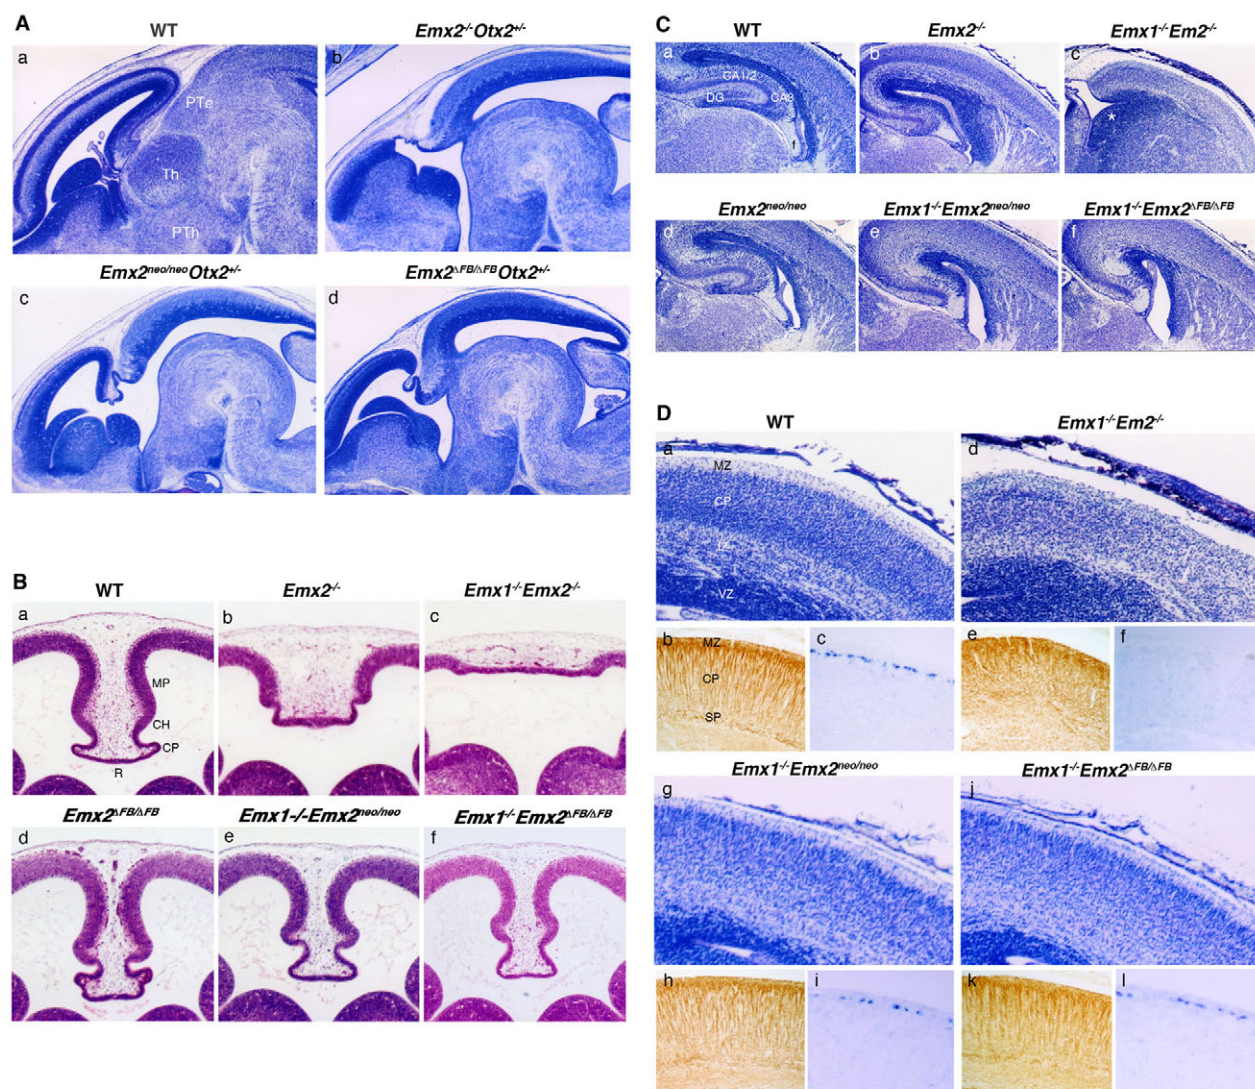 A
WT
Emx2-/-Otx2+/-
a
PTe
Th
PTh
b
Emx2neo/neoOtx2+/-
Emx2ΔFB/ΔFBOtx2+/-
c
d
B
WT
Emx2-/-
Emx1-/-Emx2-/-
a
MP
CH
CP
R
b
c
Emx2ΔFB/ΔFB
Emx1-/-Emx2neo/neo
Emx1-/-Emx2ΔFB/ΔFB
d
e
f
C
WT
Emx2-/-
Emx1-/-Em2-/-
a
CA1/2
DG
CA3
f
b
c
Emx2neo/neo
Emx1-/-Emx2neo/neo
Emx1-/-Emx2ΔFB/ΔFB
d
e
f
D
WT
Emx1-/-Em2-/-
a
MZ
CP
IZ
VZ
d
b
MZ
CP
SP
c
e
f
Emx1-/-Emx2neo/neo
Emx1-/-Emx2ΔFB/ΔFB
g
j
h
i
k
l